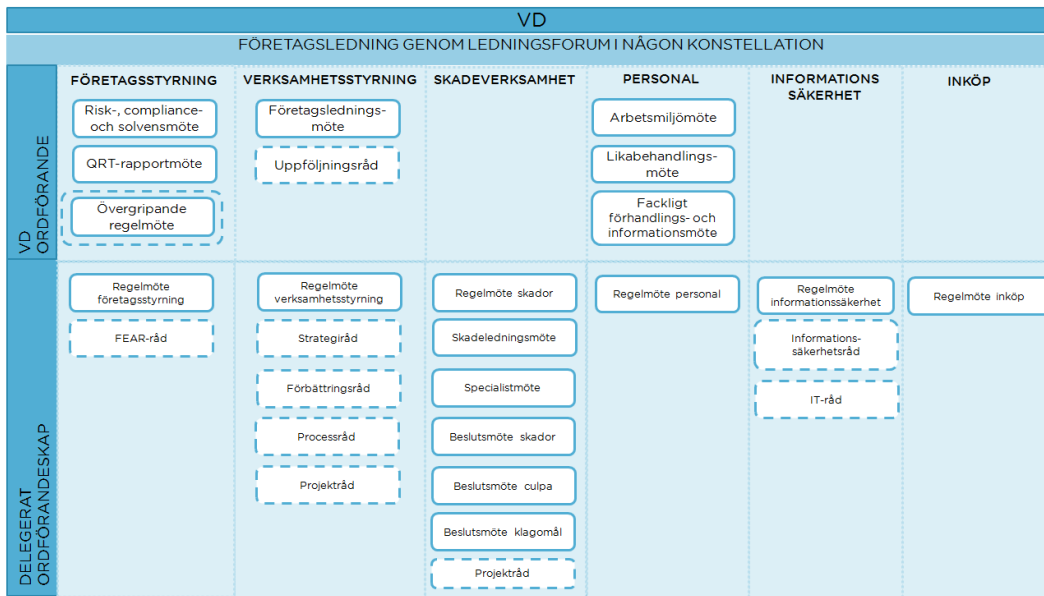 VD
FÖRETAGSLEDNING GENOM LEDNINGSFORUM I NÅGON KONSTELLATION
FÖRETAGSSTYRNING
VERKSAMHETSSTYRNING
SKADEVERKSAMHET
PERSONAL
INFORMATIONS
SÄKERHET
INKÖP
VD
ORDFÖRANDE
Risk-, compliance-
och solvensmöte
QRT-rapportmöte
Övergripande
regelmöte
Företagslednings-
möte
Uppföljningsråd
Arbetsmiljömöte
Likabehandlings-
möte
Fackligt
förhandlings- och
informationsmöte
DELEGERAT
ORDFÖRANDESKAP
Regelmöte
företagsstyrning
FEAR-råd
Regelmöte
verksamhetsstyrning
Strategiråd
Förbättringsråd
Processråd
Projektråd
Regelmöte skador
Skadeledningsmöte
Specialistmöte
Beslutsmöte skador
Beslutsmöte culpa
Beslutsmöte klagomål
Projektråd
Regelmöte personal
Regelmöte
informationssäkerhet
Informations-
säkerhetsråd
IT-råd
Regelmöte inköp